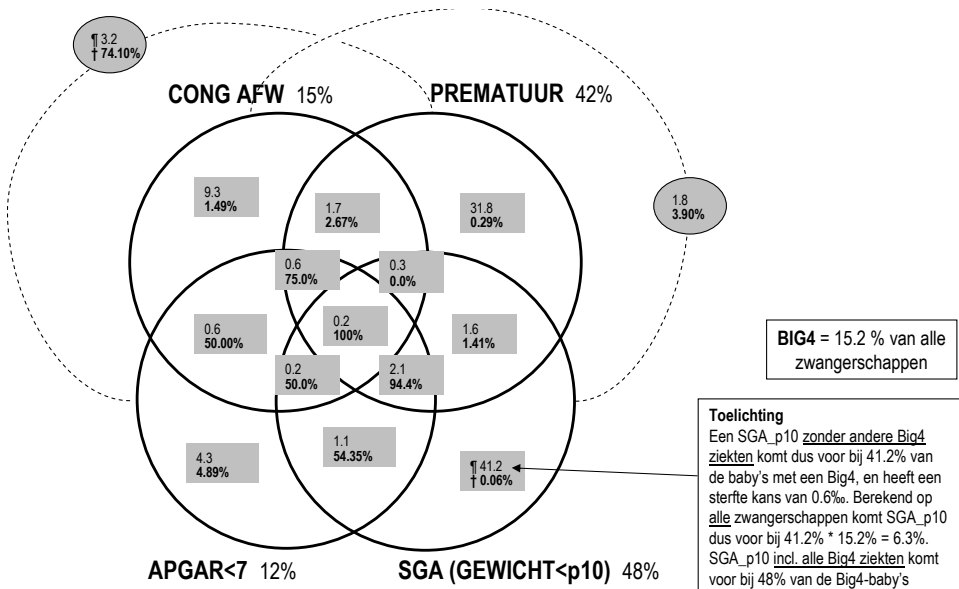 ¶ 3.2
† 74.10%
CONG AFW 15%
PREMATUUR 42%
9.3
1.49%
1.7
2.67%
31.8
0.29%
1.8
3.90%
0.6
75.0%
0.3
0.0%
0.6
50.00%
0.2
100%
1.6
1.41%
0.2
50.0%
2.1
94.4%
4.3
4.89%
1.1
54.35%
¶ 41.2
† 0.06%
APGAR<7 12%
SGA (GEWICHT<p10) 48%
BIG4 = 15.2 % van alle
zwangerschappen
Toelichting
Een SGA_p10 zonder andere Big4
ziekten komt dus voor bij 41.2% van
de baby's met een Big4, en heeft een
sterfte kans van 0.6‰. Berekend op
alle zwangerschappen komt SGA_p10
dus voor bij 41.2% * 15.2% = 6.3%.
SGA_p10 incl. alle Big4 ziekten komt
voor bij 48% van de Big4-baby's